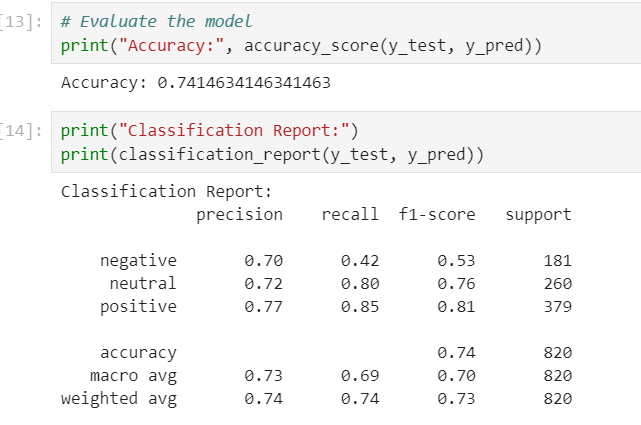 [13]: # Evaluate the model
print("Accuracy:", accuracy_score(y_test, y_pred))
Accuracy: 0.7414634146341463
[14]: print("Classification Report:")
print(classification_report(y_test, y_pred))
Classification Report:
precision recall f1-score support
negative 0.70 0.42 0.53 181
neutral 0.72 0.80 0.76 260
positive 0.77 0.85 0.81 379
accuracy 0.74 820
macro avg 0.73 0.69 0.70 820
weighted avg 0.74 0.74 0.73 820